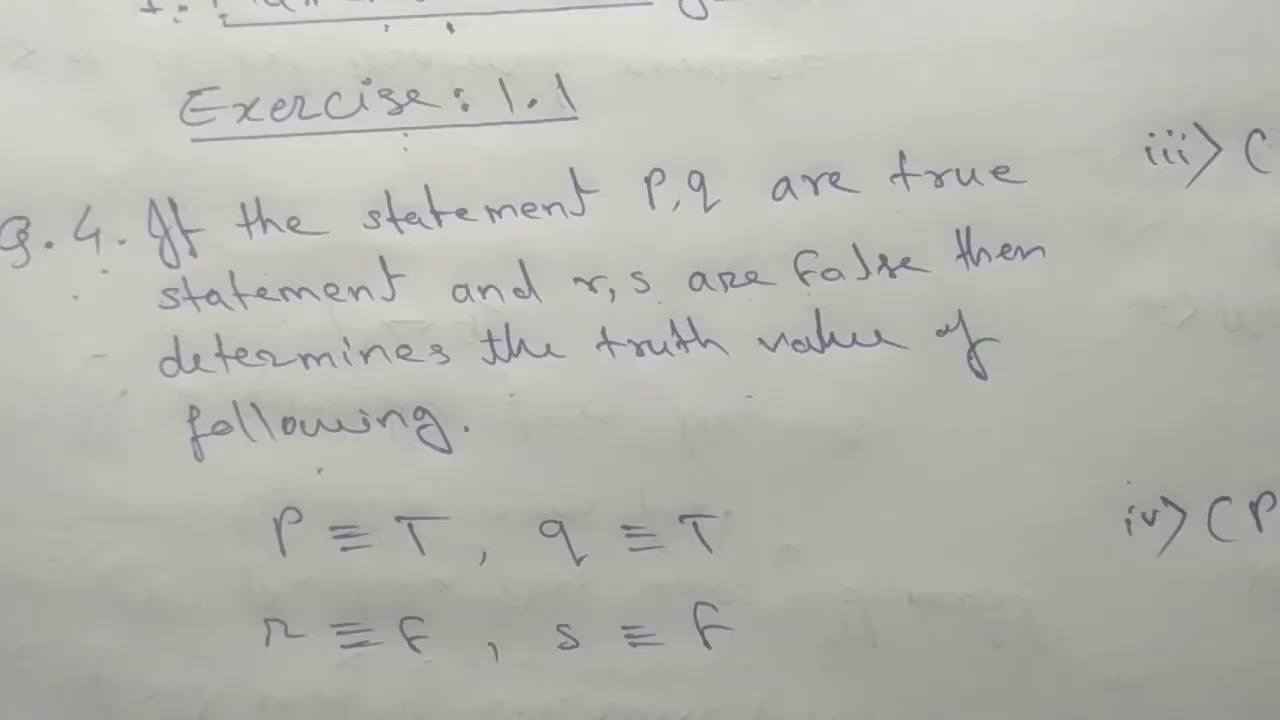 Exercise: 1.1
Q.4. If the statement p,q are true
statement and r,s are false then
determines the truth value of
following.
P ≡ T, q ≡ T
r ≡ F, s ≡ F
iii) (
iv) (P